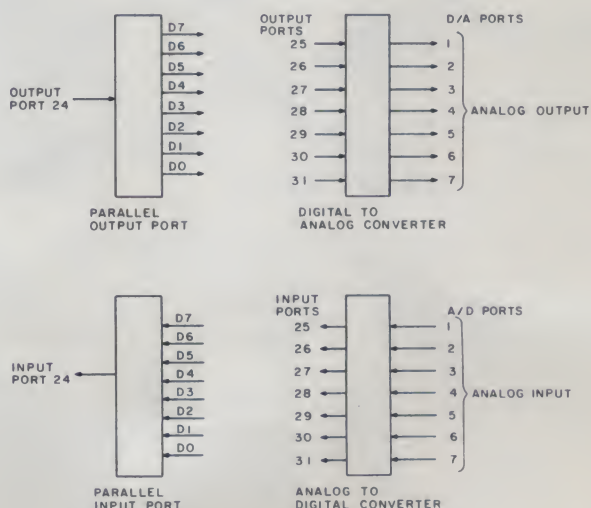 D7
D6
D5
D4
D3
D2
D1
D0
OUTPUT
PORT 24
PARALLEL
OUTPUT PORT
OUTPUT
PORTS
25
26
27
28
29
30
31
D/A PORTS
1
2
3
4
5
6
7
ANALOG OUTPUT
DIGITAL TO
ANALOG CONVERTER
D7
D6
D5
D4
D3
D2
D1
D0
INPUT
PORT 24
PARALLEL
INPUT PORT
INPUT
PORTS
25
26
27
28
29
30
31
A/D PORTS
1
2
3
4
5
6
7
ANALOG INPUT
ANALOG TO
DIGITAL CONVERTER